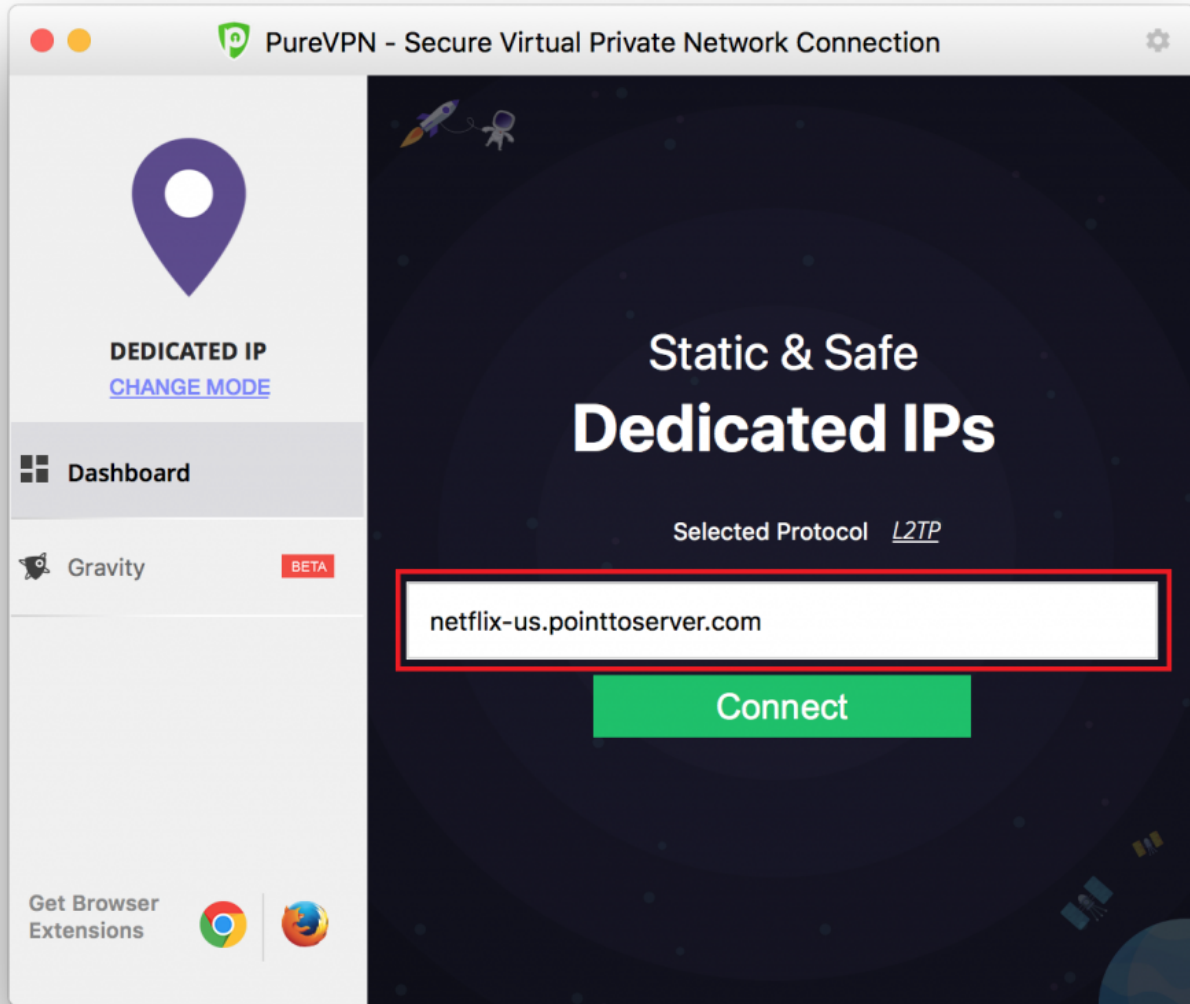 PureVPN - Secure Virtual Private Network Connection
DEDICATED IP
CHANGE MODE
Dashboard
Gravity BETA
Get Browser
Extensions
Static & Safe
Dedicated IPs
Selected Protocol L2TP
netflix-us.pointtoserver.com
Connect